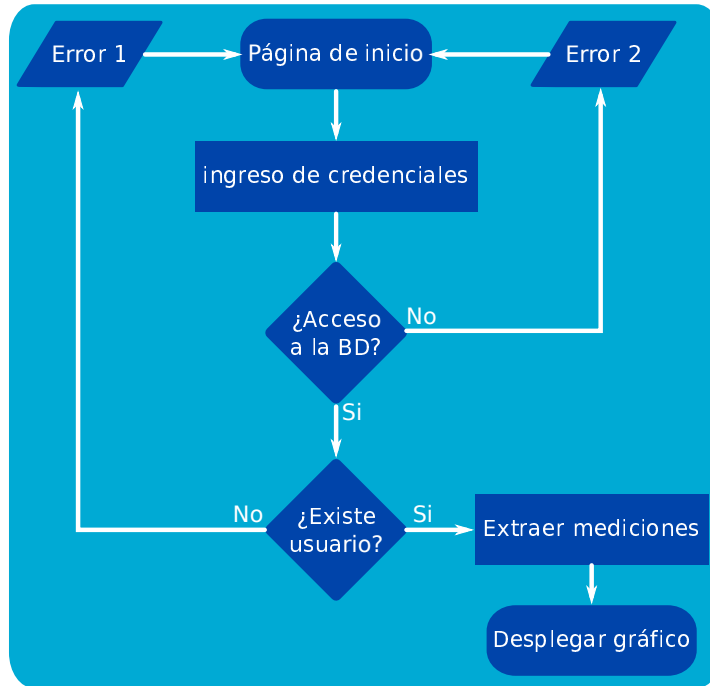 Error 1
Página de inicio
Error 2
ingreso de credenciales
¿Acceso
a la BD?
No
Si
No
¿Existe
usuario?
Si
Extraer mediciones
Desplegar gráfico